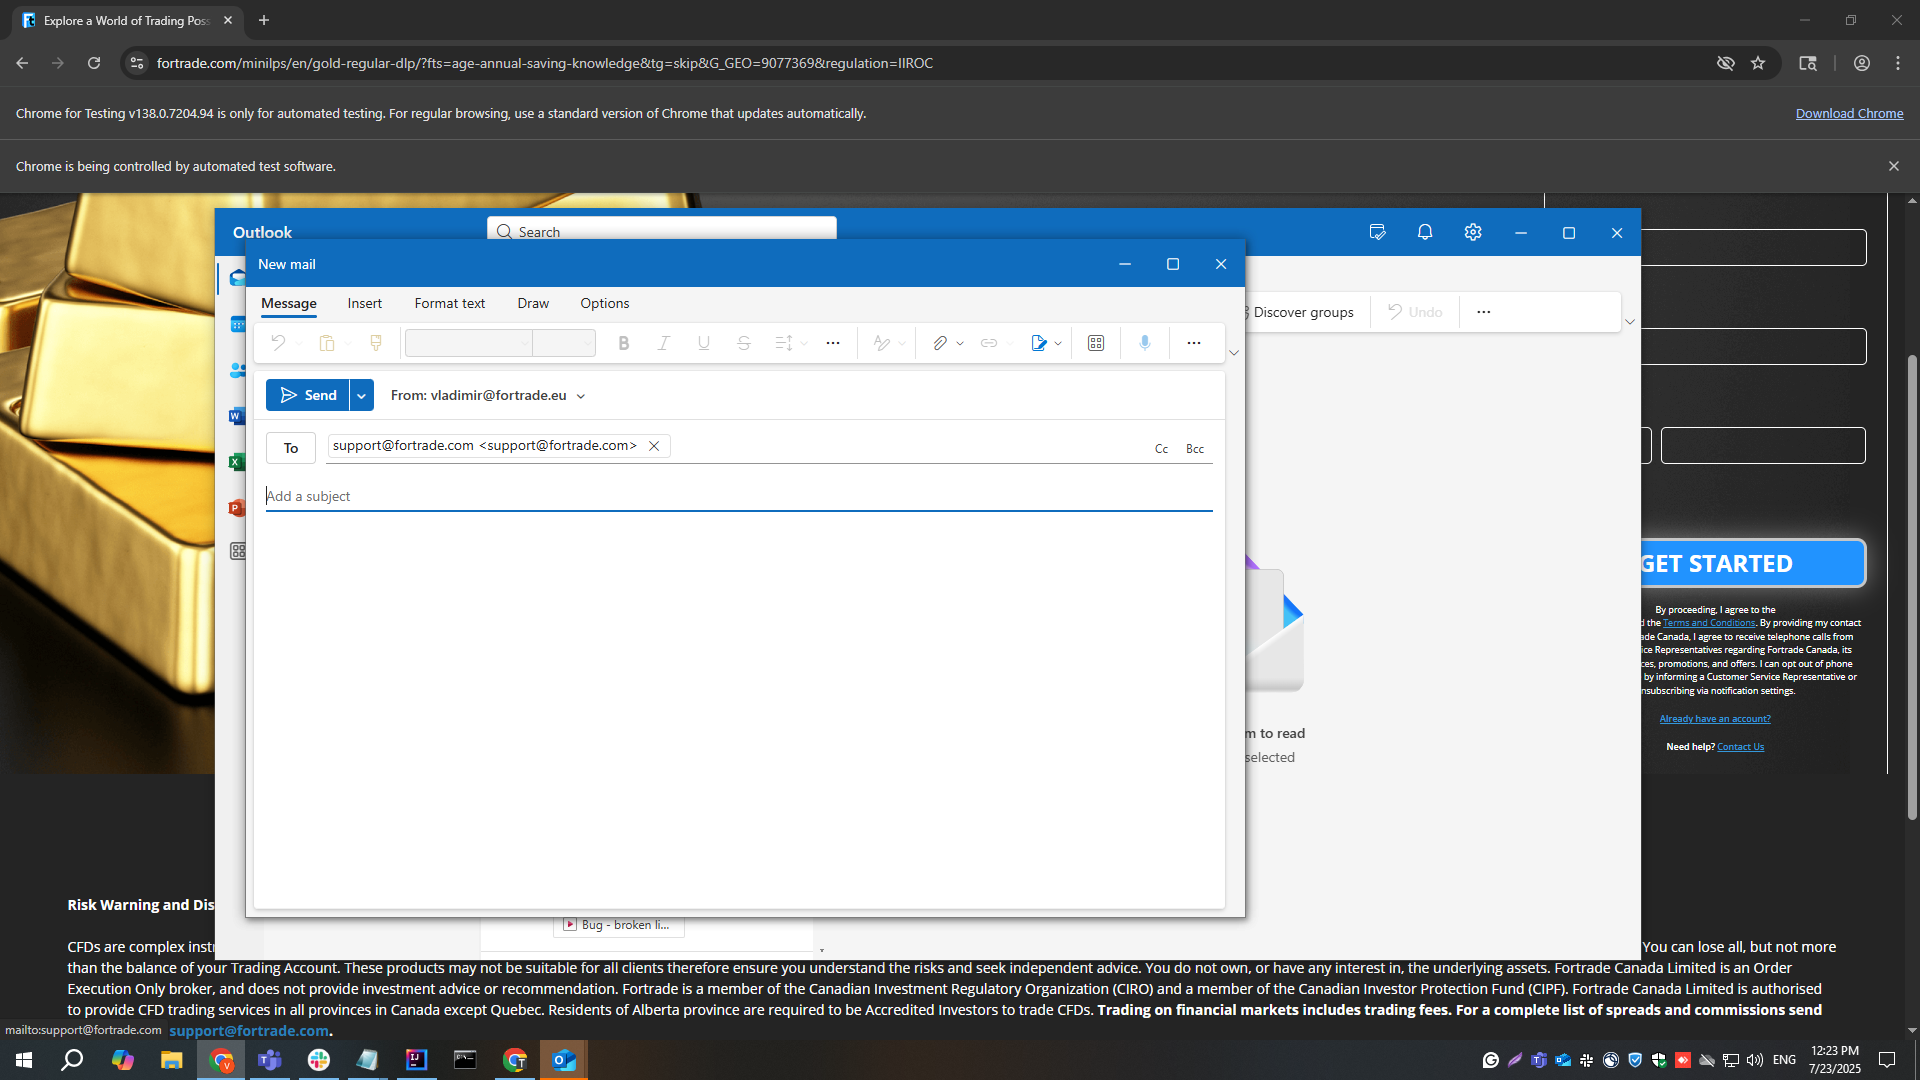 Explore a World of Trading Poss
fortrade.com/minilps/en/gold-regular-dlp/?fts=age-annual-saving-knowledge&tg=skip&G_GEO=9077369&regulation=IIROC
Chrome for Testing v138.0.7204.94 is only for automated testing. For regular browsing, use a standard version of Chrome that updates automatically.
Download Chrome
Chrome is being controlled by automated test software.
Outlook
Search
New mail
Message
Insert
Format text
Draw
Options
Discover groups
Undo
Send
From: vladimir@fortrade.eu
To
support@fortrade.com <support@fortrade.com>
Cc
Bcc
Add a subject
GET STARTED
By proceeding, I agree to the
d the Terms and Conditions. By providing my contact
ade Canada, I agree to receive telephone calls from
ice Representatives regarding Fortrade Canada, its
ces, promotions, and offers. I can opt out of phone
by informing a Customer Service Representative or
nsubscribing via notification settings.
Already have an account?
Need help? Contact Us
m to read
selected
Bug - broken li...
Risk Warning and Dis
CFDs are complex instr
You can lose all, but not more
than the balance of your Trading Account. These products may not be suitable for all clients therefore ensure you understand the risks and seek independent advice. You do not own, or have any interest in, the underlying assets. Fortrade Canada Limited is an Order
Execution Only broker, and does not provide investment advice or recommendation. Fortrade is a member of the Canadian Investment Regulatory Organization (CIRO) and a member of the Canadian Investor Protection Fund (CIPF). Fortrade Canada Limited is authorised
to provide CFD trading services in all provinces in Canada except Quebec. Residents of Alberta province are required to be Accredited Investors to trade CFDs. Trading on financial markets includes trading fees. For a complete list of spreads and commissions send
mailto:support@fortrade.com
support@fortrade.com.
ENG
12:23 PM
7/23/2025